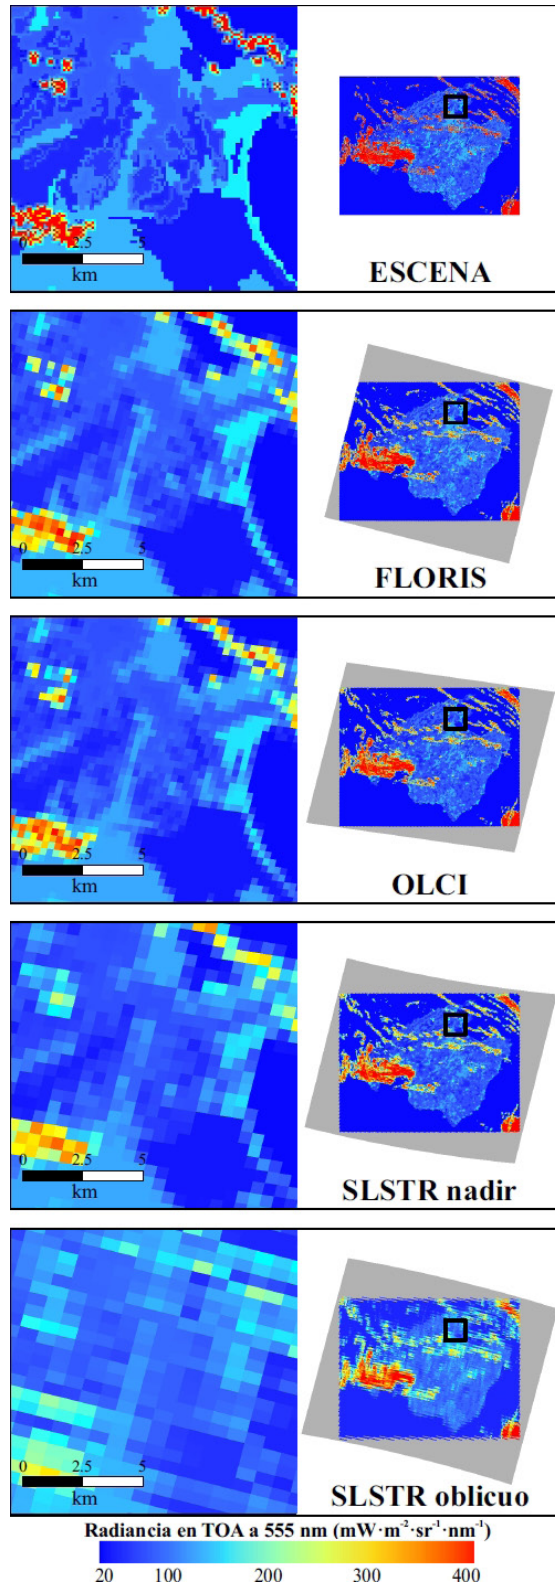 0 2.5 5
km
ESCENA
0 2.5 5
km
FLORIS
0 2.5 5
km
OLCI
0 2.5 5
km
SLSTR nadir
0 2.5 5
km
SLSTR oblicuo
Radiancia en TOA a 555 nm (mW·m⁻²·sr⁻¹·nm⁻¹)
20 100 200 300 400